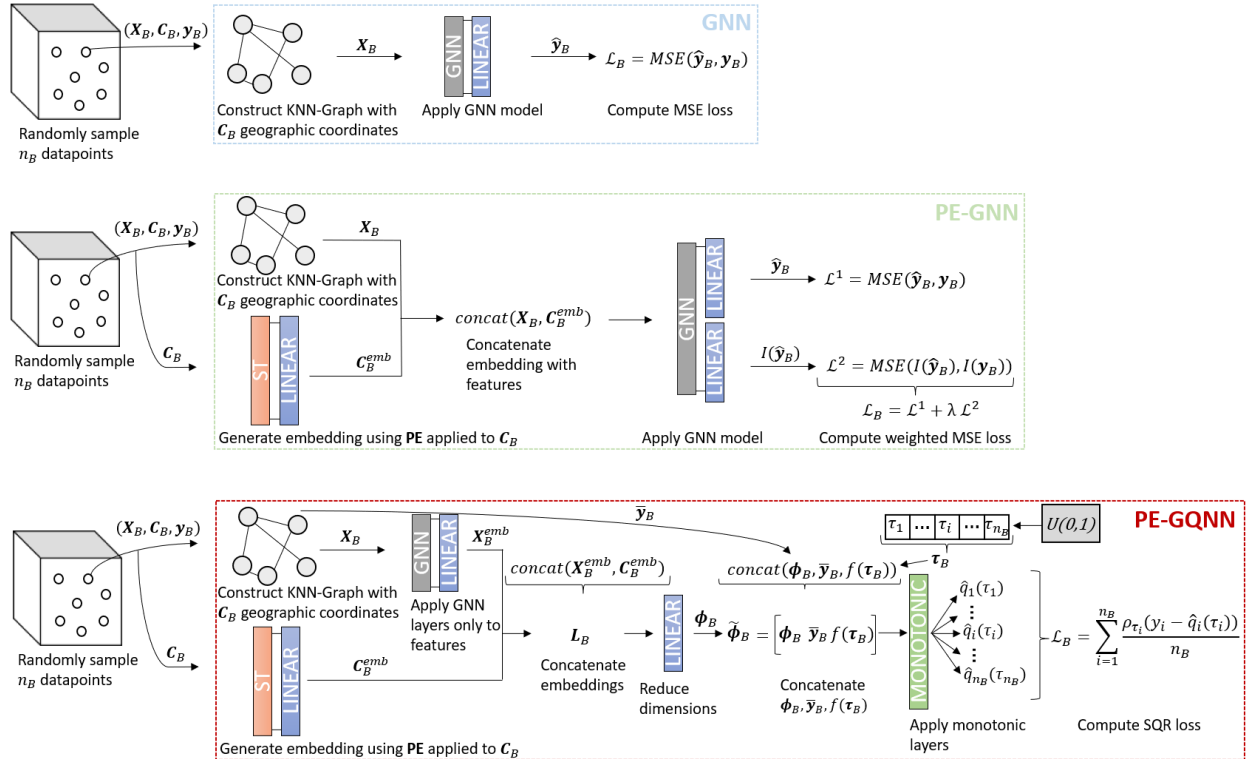 GNN
(X_B, C_B, y_B)
X_B
GNN
LINEAR
ŷ_B
ℒ_B = MSE(ŷ_B, y_B)
Construct KNN-Graph with
C_B geographic coordinates
Apply GNN model
Compute MSE loss
Randomly sample
n_B datapoints
PE-GNN
(X_B, C_B, y_B)
X_B
Construct KNN-Graph with
C_B geographic coordinates
C_B
ST
LINEAR
C_B^{emb}
concat(X_B, C_B^{emb})
Concatenate
embedding with
features
GNN
LINEAR
LINEAR
ŷ_B
ℒ^1 = MSE(ŷ_B, y_B)
I(ŷ_B)
ℒ^2 = MSE(I(ŷ_B), I(y_B))
ℒ_B = ℒ^1 + λ ℒ^2
Randomly sample
n_B datapoints
Generate embedding using PE applied to C_B
Apply GNN model
Compute weighted MSE loss
PE-GQNN
(X_B, C_B, y_B)
X_B
GNN
LINEAR
X_B^{emb}
ȳ_B
τ_1 ... τ_i ... τ_{n_B}
U(0,1)
τ_B
Construct KNN-Graph with
C_B geographic coordinates
Apply GNN
layers only to
features
concat(X_B^{emb}, C_B^{emb})
concat(ϕ_B, ȳ_B, f(τ_B))
C_B
ST
LINEAR
C_B^{emb}
L_B
Concatenate
embeddings
LINEAR
Reduce
dimensions
ϕ_B
ϕ̃_B = [ϕ_B ȳ_B f(τ_B)]
Concatenate
ϕ_B, ȳ_B, f(τ_B)
MONOTONIC
q̂_1(τ_1)
⋮
q̂_i(τ_i)
⋮
q̂_{n_B}(τ_{n_B})
ℒ_B = ∑_{i=1}^{n_B} ρ_{τ_i}(y_i − q̂_i(τ_i)) / n_B
Apply monotonic
layers
Compute SQR loss
Randomly sample
n_B datapoints
Generate embedding using PE applied to C_B